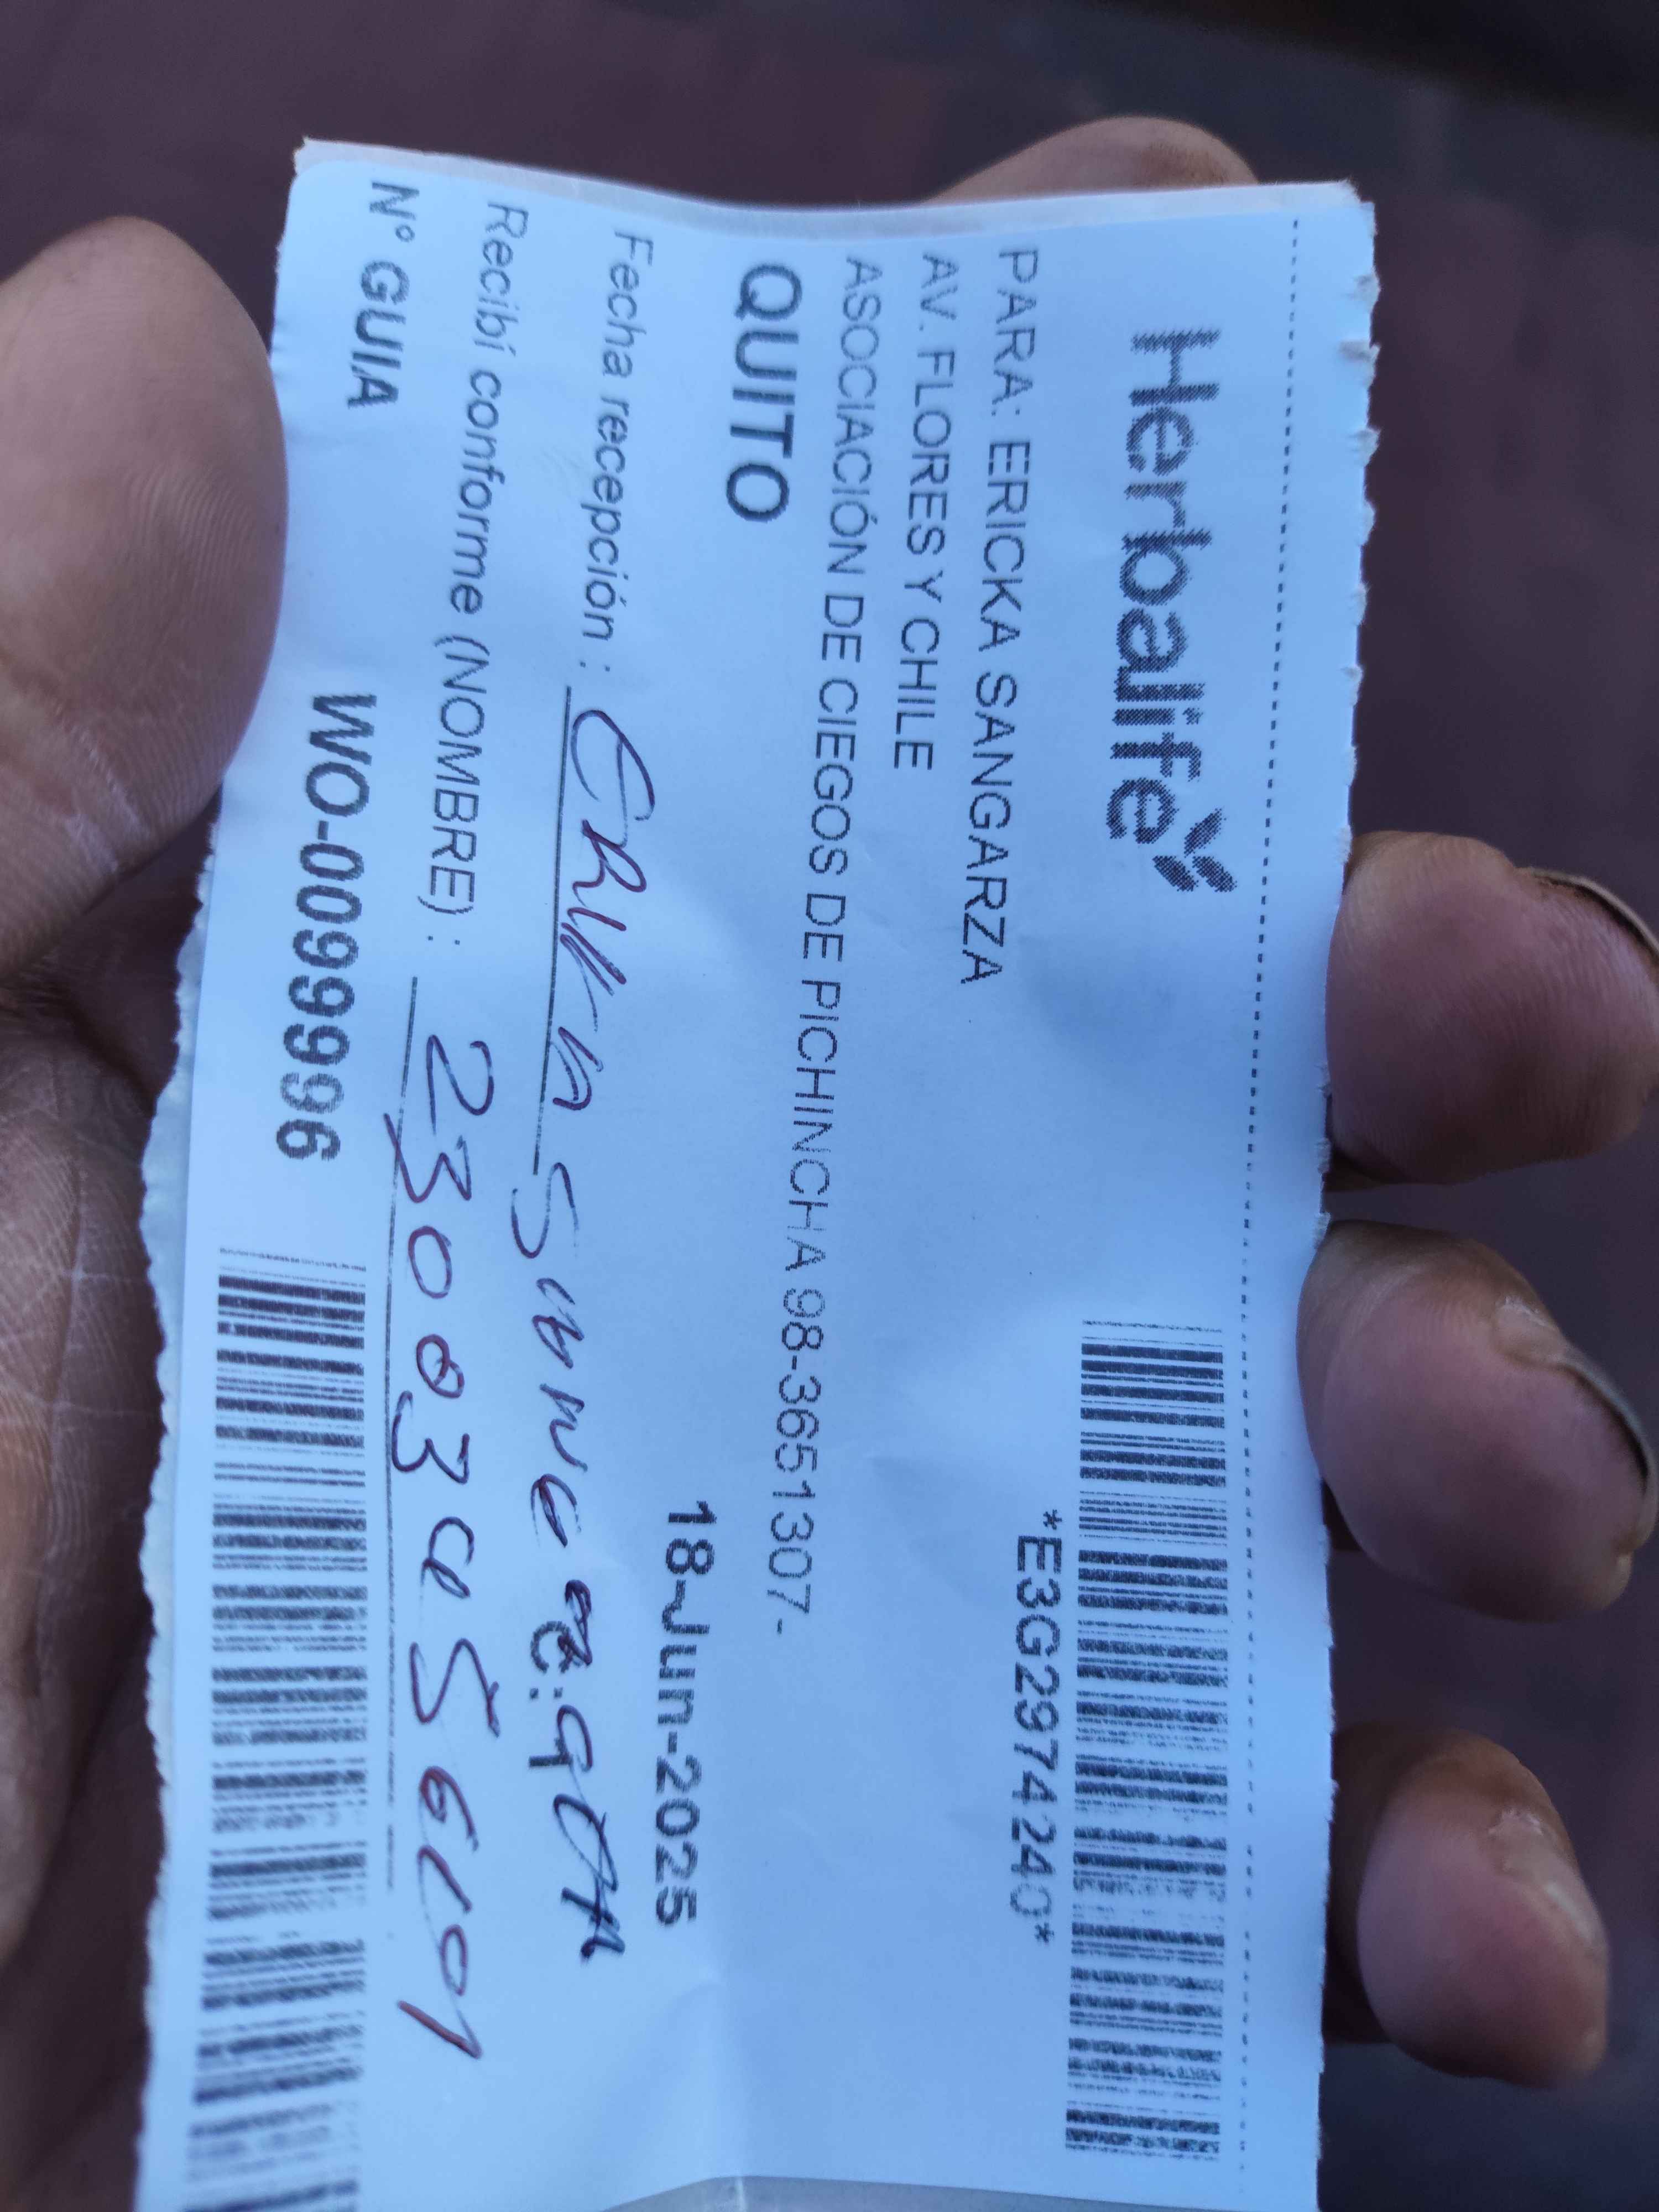 Herbalife
*E3G2974240*
PARA: ERICKA SANGARZA
AV. FLORES Y CHILE
ASOCIACIÓN DE CIEGOS DE PICHINCHA 98-3651307-
QUITO
18-Jun-2025
Fecha recepción :
Recibí conforme (NOMBRE) : 230034S6101
N° GUIA WO-0099996